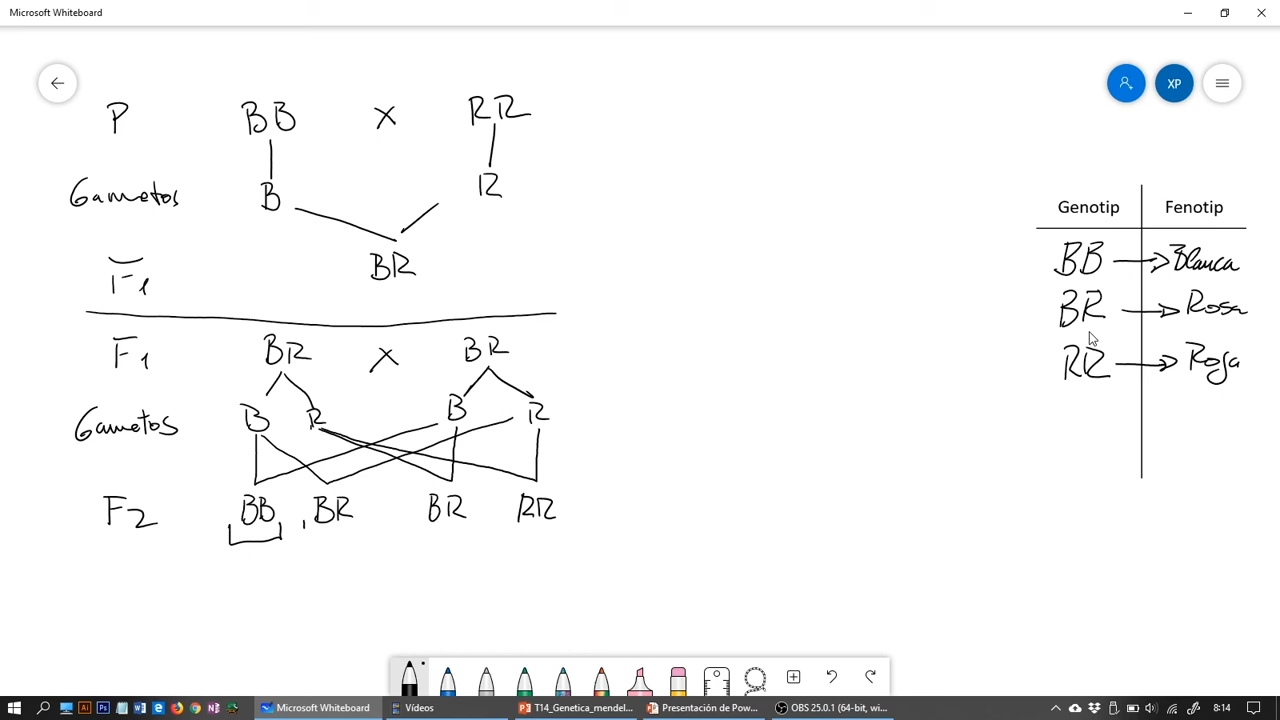 Microsoft Whiteboard
XP
P BB X RR
Gametos B R
F1 BR
F1 BR X BR
Gametos B R B R
F2 BB BR BR RR
Genotip Fenotip
BB → Blanca
BR → Rosa
RR → Roja
Microsoft Whiteboard
Vídeos
T14_Genetica_mendel...
Presentación de Pow...
OBS 25.0.1 (64-bit, wi...
8:14